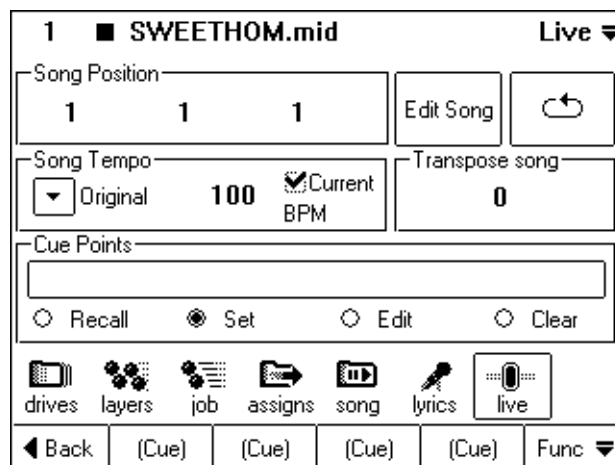 1 SWEETHOM.mid Live
Song Position
1 1 1 Edit Song
Song Tempo Transpose song
Original 100 Current 0
BPM
Cue Points
Recall Set Edit Clear
drives layers job assigns song lyrics live
Back (Cue) (Cue) (Cue) (Cue) Func